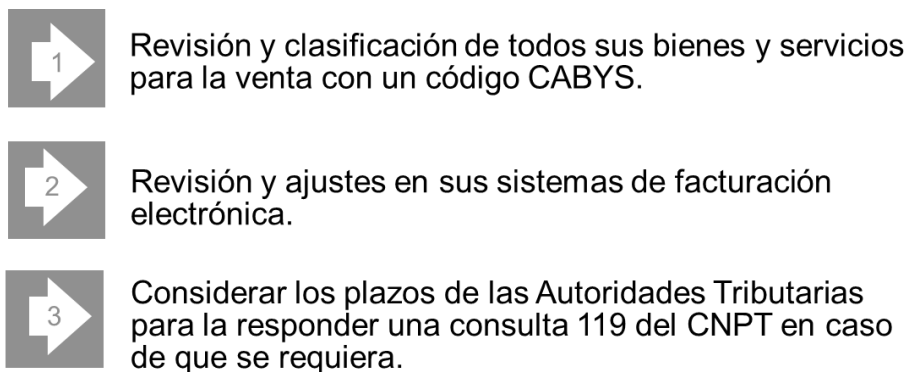 1
Revisión y clasificación de todos sus bienes y servicios
para la venta con un código CABYS.
2
Revisión y ajustes en sus sistemas de facturación
electrónica.
3
Considerar los plazos de las Autoridades Tributarias
para la responder una consulta 119 del CNPT en caso
de que se requiera.